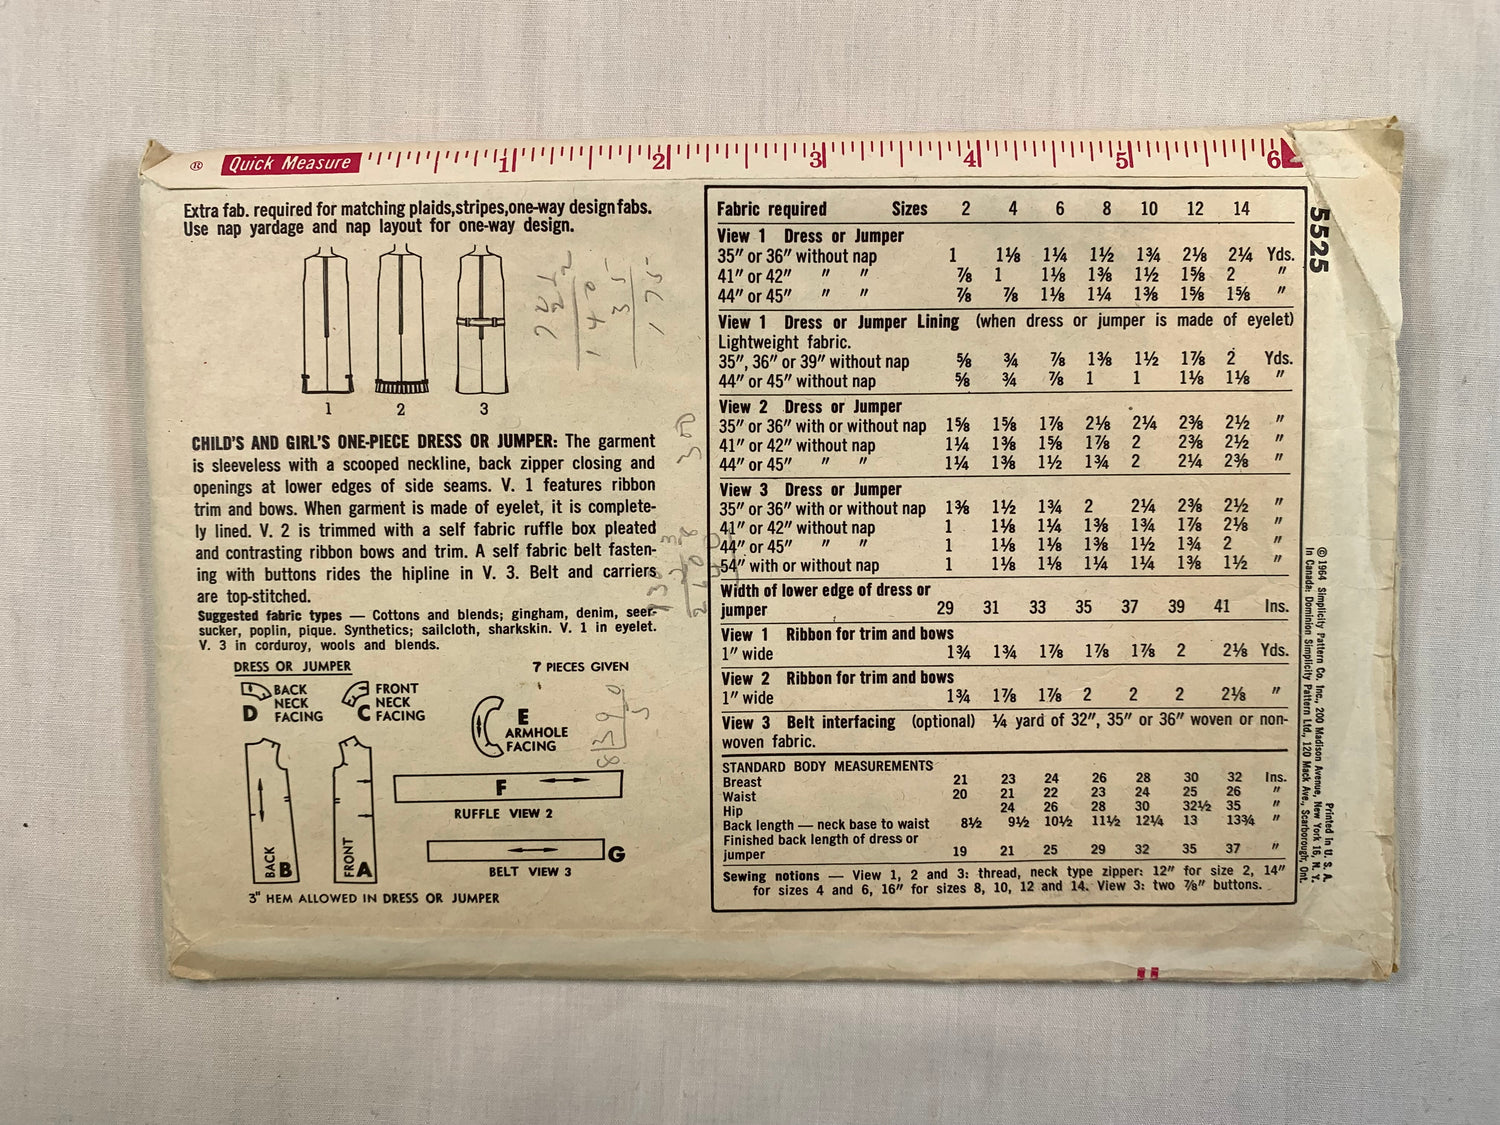 ® Quick Measure 1 2 3 4 5 6
Extra fab. required for matching plaids,stripes,one-way design fabs.
Use nap yardage and nap layout for one-way design.
1 2 3
CHILD'S AND GIRL'S ONE-PIECE DRESS OR JUMPER: The garment
is sleeveless with a scooped neckline, back zipper closing and
openings at lower edges of side seams. V. 1 features ribbon
trim and bows. When garment is made of eyelet, it is complete-
ly lined. V. 2 is trimmed with a self fabric ruffle box pleated
and contrasting ribbon bows and trim. A self fabric belt fasten-
ing with buttons rides the hipline in V. 3. Belt and carriers
are top-stitched.
Suggested fabric types — Cottons and blends; gingham, denim, seer-
sucker, poplin, pique. Synthetics; sailcloth, sharkskin. V. 1 in eyelet.
V. 3 in corduroy, wools and blends.
DRESS OR JUMPER 7 PIECES GIVEN
D BACK NECK FACING
C FRONT NECK FACING
E ARMHOLE FACING
BACK B
FRONT A
F
RUFFLE VIEW 2
G
BELT VIEW 3
3" HEM ALLOWED IN DRESS OR JUMPER
Fabric required Sizes 2 4 6 8 10 12 14
View 1 Dress or Jumper
35" or 36" without nap 1 1⅛ 1¼ 1½ 1¾ 2⅛ 2¼ Yds.
41" or 42" " " ⅞ 1 1⅛ 1⅜ 1½ 1⅝ 2 "
44" or 45" " " ⅞ ⅞ 1⅛ 1¼ 1⅜ 1⅝ 1⅝ "
View 1 Dress or Jumper Lining (when dress or jumper is made of eyelet)
Lightweight fabric.
35", 36" or 39" without nap ⅝ ¾ ⅞ 1⅜ 1½ 1⅞ 2 Yds.
44" or 45" without nap ⅝ ¾ ⅞ 1 1 1⅛ 1⅛ "
View 2 Dress or Jumper
35" or 36" with or without nap 1⅝ 1⅝ 1⅞ 2⅛ 2¼ 2⅜ 2½ "
41" or 42" without nap 1¼ 1⅜ 1⅝ 1⅞ 2 2⅜ 2½ "
44" or 45" " " 1¼ 1⅜ 1½ 1¾ 2 2¼ 2⅜ "
View 3 Dress or Jumper
35" or 36" with or without nap 1⅜ 1½ 1¾ 2 2¼ 2⅜ 2½ "
41" or 42" without nap 1 1⅛ 1¼ 1⅜ 1¾ 1⅞ 2⅛ "
44" or 45" " " 1 1⅛ 1⅛ 1⅜ 1½ 1¾ 2 "
54" with or without nap 1 1⅛ 1⅛ 1¼ 1¼ 1⅜ 1½ "
Width of lower edge of dress or
jumper 29 31 33 35 37 39 41 Ins.
View 1 Ribbon for trim and bows
1" wide 1¾ 1¾ 1⅞ 1⅞ 1⅞ 2 2⅛ Yds.
View 2 Ribbon for trim and bows
1" wide 1¾ 1⅞ 1⅞ 2 2 2 2⅛ "
View 3 Belt interfacing (optional) ¼ yard of 32", 35" or 36" woven or non-
woven fabric.
STANDARD BODY MEASUREMENTS
Breast 21 23 24 26 28 30 32 Ins.
Waist 20 21 22 23 24 25 26 "
Hip 24 26 28 30 32½ 35 "
Back length — neck base to waist 8½ 9½ 10½ 11½ 12¼ 13 13¾ "
Finished back length of dress or
jumper 19 21 25 29 32 35 37 "
Sewing notions — View 1, 2 and 3: thread, neck type zipper: 12" for size 2, 14"
for sizes 4 and 6, 16" for sizes 8, 10, 12 and 14. View 3: two ⅞" buttons.
5525
© 1964 Simplicity Pattern Co. Inc., 200 Madison Avenue, New York 16, N. Y.
In Canada: Dominion Simplicity Pattern Ltd., 120 Mack Ave., Scarborough, Ont.
Printed in U. S. A.